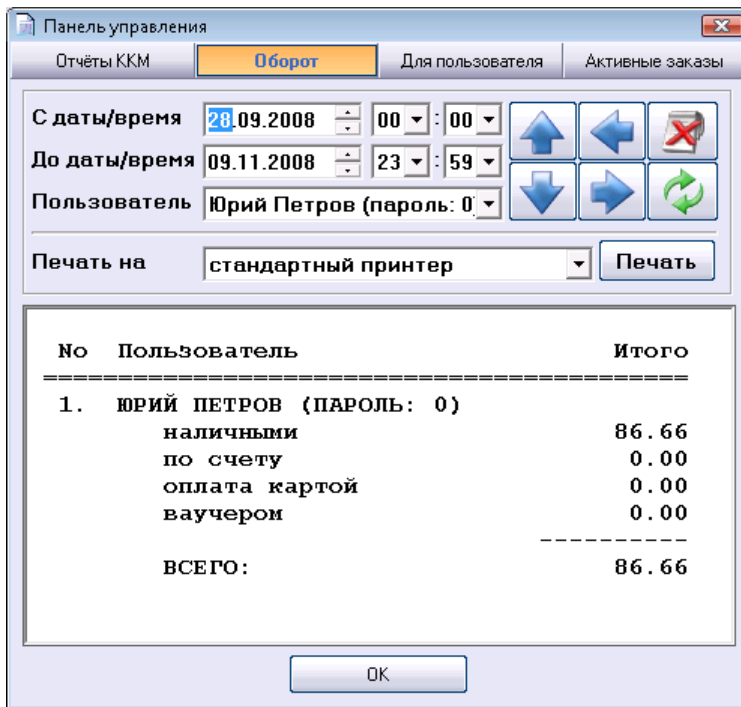 Панель управления
Отчёты ККМ Оборот Для пользователя Активные заказы
С даты/время 28.09.2008 00 : 00
До даты/время 09.11.2008 23 : 59
Пользователь Юрий Петров (пароль: 0)
Печать на стандартный принтер Печать
No Пользователь Итого
===========================================
1. ЮРИЙ ПЕТРОВ (ПАРОЛЬ: 0)
наличными 86.66
по счету 0.00
оплата картой 0.00
ваучером 0.00
----------
ВСЕГО: 86.66
OK